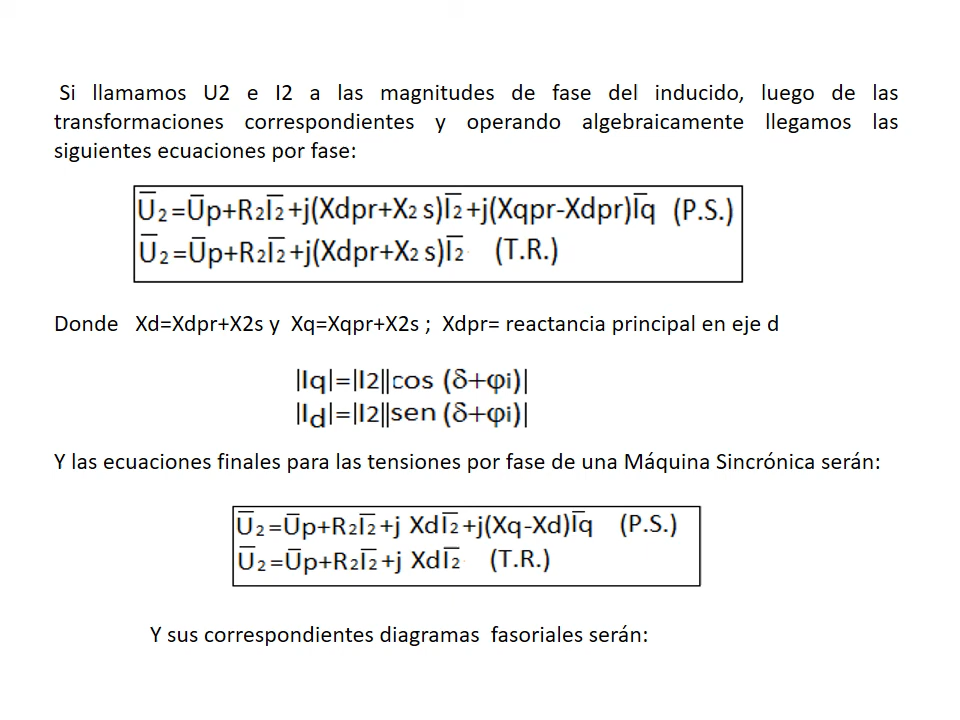 Si llamamos U2 e I2 a las magnitudes de fase del inducido, luego de las
transformaciones correspondientes y operando algebraicamente llegamos las
siguientes ecuaciones por fase:
U̅₂=U̅p+R₂I̅₂+j(Xdpr+X₂s)I̅₂+j(Xqpr-Xdpr)I̅q (P.S.)
U̅₂=U̅p+R₂I̅₂+j(Xdpr+X₂s)I̅₂ (T.R.)
Donde Xd=Xdpr+X2s y Xq=Xqpr+X2s ; Xdpr= reactancia principal en eje d
|Iq|=|I2||cos (δ+φi)|
|Id|=|I2||sen (δ+φi)|
Y las ecuaciones finales para las tensiones por fase de una Máquina Sincrónica serán:
U̅₂=U̅p+R₂I̅₂+j XdI̅₂+j(Xq-Xd)I̅q (P.S.)
U̅₂=U̅p+R₂I̅₂+j XdI̅₂ (T.R.)
Y sus correspondientes diagramas fasoriales serán: